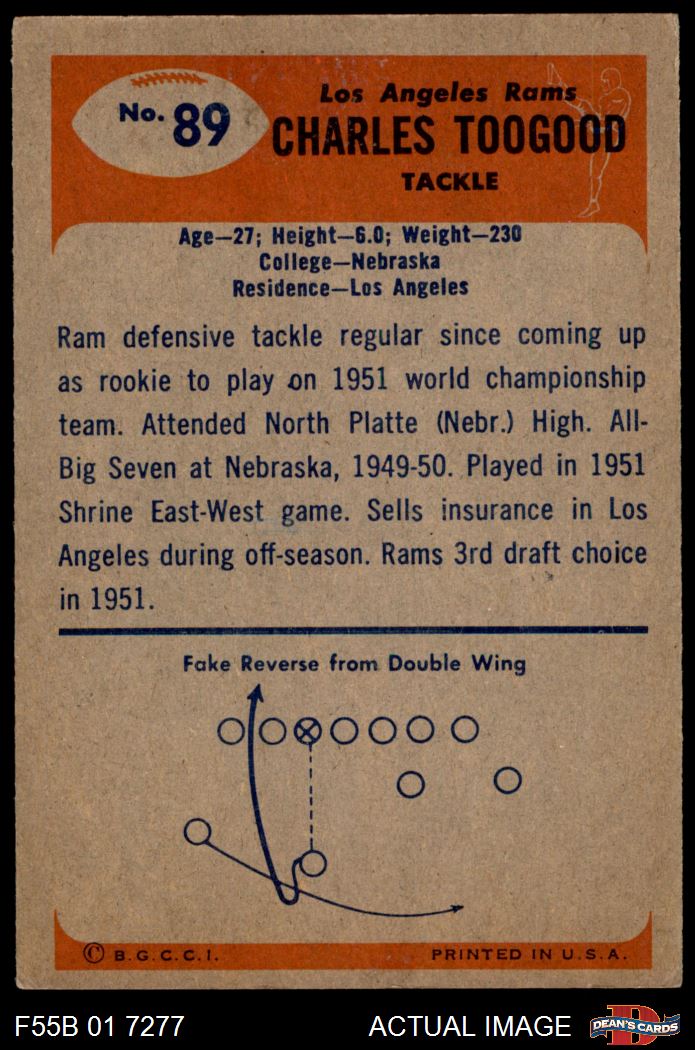 No. 89
Los Angeles Rams
CHARLES TOOGOOD
TACKLE
Age—27; Height—6.0; Weight—230
College—Nebraska
Residence—Los Angeles
Ram defensive tackle regular since coming up
as rookie to play on 1951 world championship
team. Attended North Platte (Nebr.) High. All-
Big Seven at Nebraska, 1949-50. Played in 1951
Shrine East-West game. Sells insurance in Los
Angeles during off-season. Rams 3rd draft choice
in 1951.
Fake Reverse from Double Wing
© B.G.C.C.I.
PRINTED IN U.S.A.
F55B 01 7277
ACTUAL IMAGE
D
DEAN'S CARDS